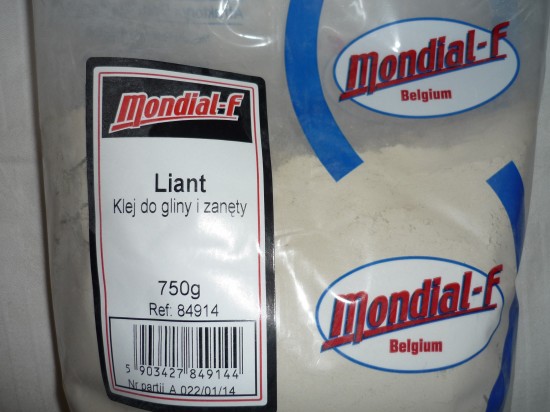 Mondial-F
Belgium
Mondial-F
Liant
Klej do gliny i zanęty
750g
Ref: 84914
5 903427 849144
Nr partii A 022/01/14
Mondial-F
Belgium